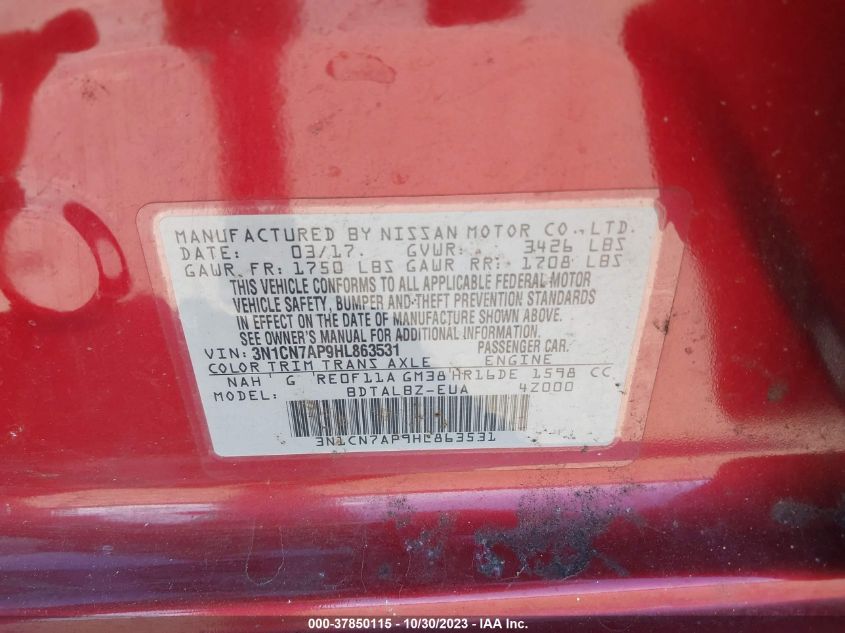 MANUFACTURED BY NISSAN MOTOR CO., LTD.
DATE: 03/17. GVWR: 3426 LBS
GAWR FR: 1750 LBS GAWR RR: 1708 LBS
THIS VEHICLE CONFORMS TO ALL APPLICABLE FEDERAL MOTOR
VEHICLE SAFETY, BUMPER AND THEFT PREVENTION STANDARDS
IN EFFECT ON THE DATE OF MANUFACTURE SHOWN ABOVE.
SEE OWNER'S MANUAL FOR ADDITIONAL INFORMATION.
VIN: 3N1CN7AP9HL863531 PASSENGER CAR.
COLOR TRIM TRANS AXLE ENGINE
NAH G RE0F11A GM38 HR16DE 1598 CC
MODEL: BDTALBZ-EUA 4Z000
3N1CN7AP9HL863531
000-37850115 - 10/30/2023 - IAA Inc.